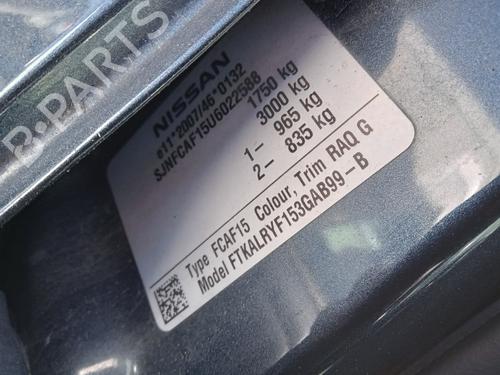 B-PARTS
NISSAN
e11*2007/46*0132
SJNFCAF15U6022588
1750 kg
3000 kg
1- 965 kg
2- 835 kg
Type FCAF15 Colour, Trim RAQ G
Model FTKALRYF153GAB99-B